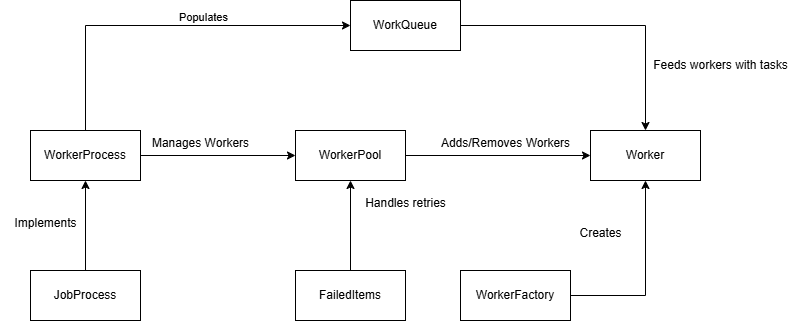 Populates
WorkQueue
Feeds workers with tasks
WorkerProcess
Manages Workers
WorkerPool
Adds/Removes Workers
Worker
Implements
Handles retries
Creates
JobProcess
FailedItems
WorkerFactory